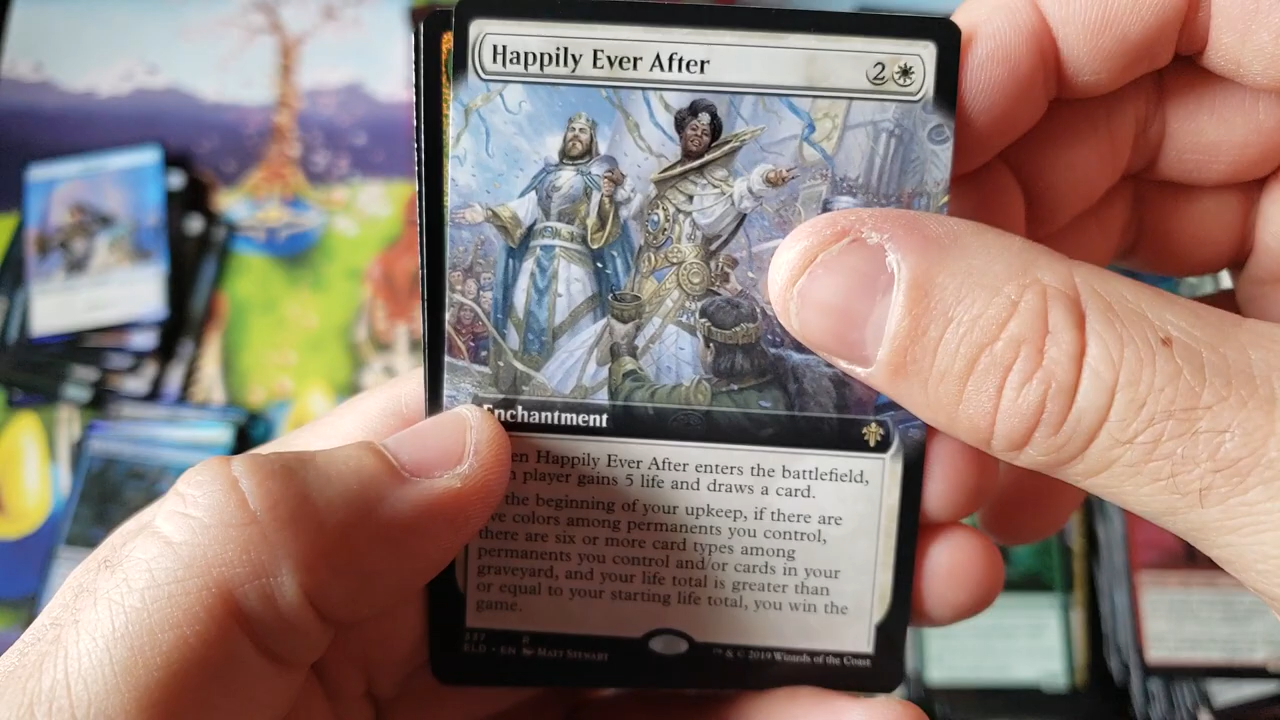 Happily Ever After 2
Enchantment
en Happily Ever After enters the battlefield,
player gains 5 life and draws a card.
the beginning of your upkeep, if there are
ve colors among permanents you control,
there are six or more card types among
permanents you control and/or cards in your
graveyard, and your life total is greater than
or equal to your starting life total, you win the
game.
337 R
ELD • EN Matt Stewart ™ & © 2019 Wizards of the Coast